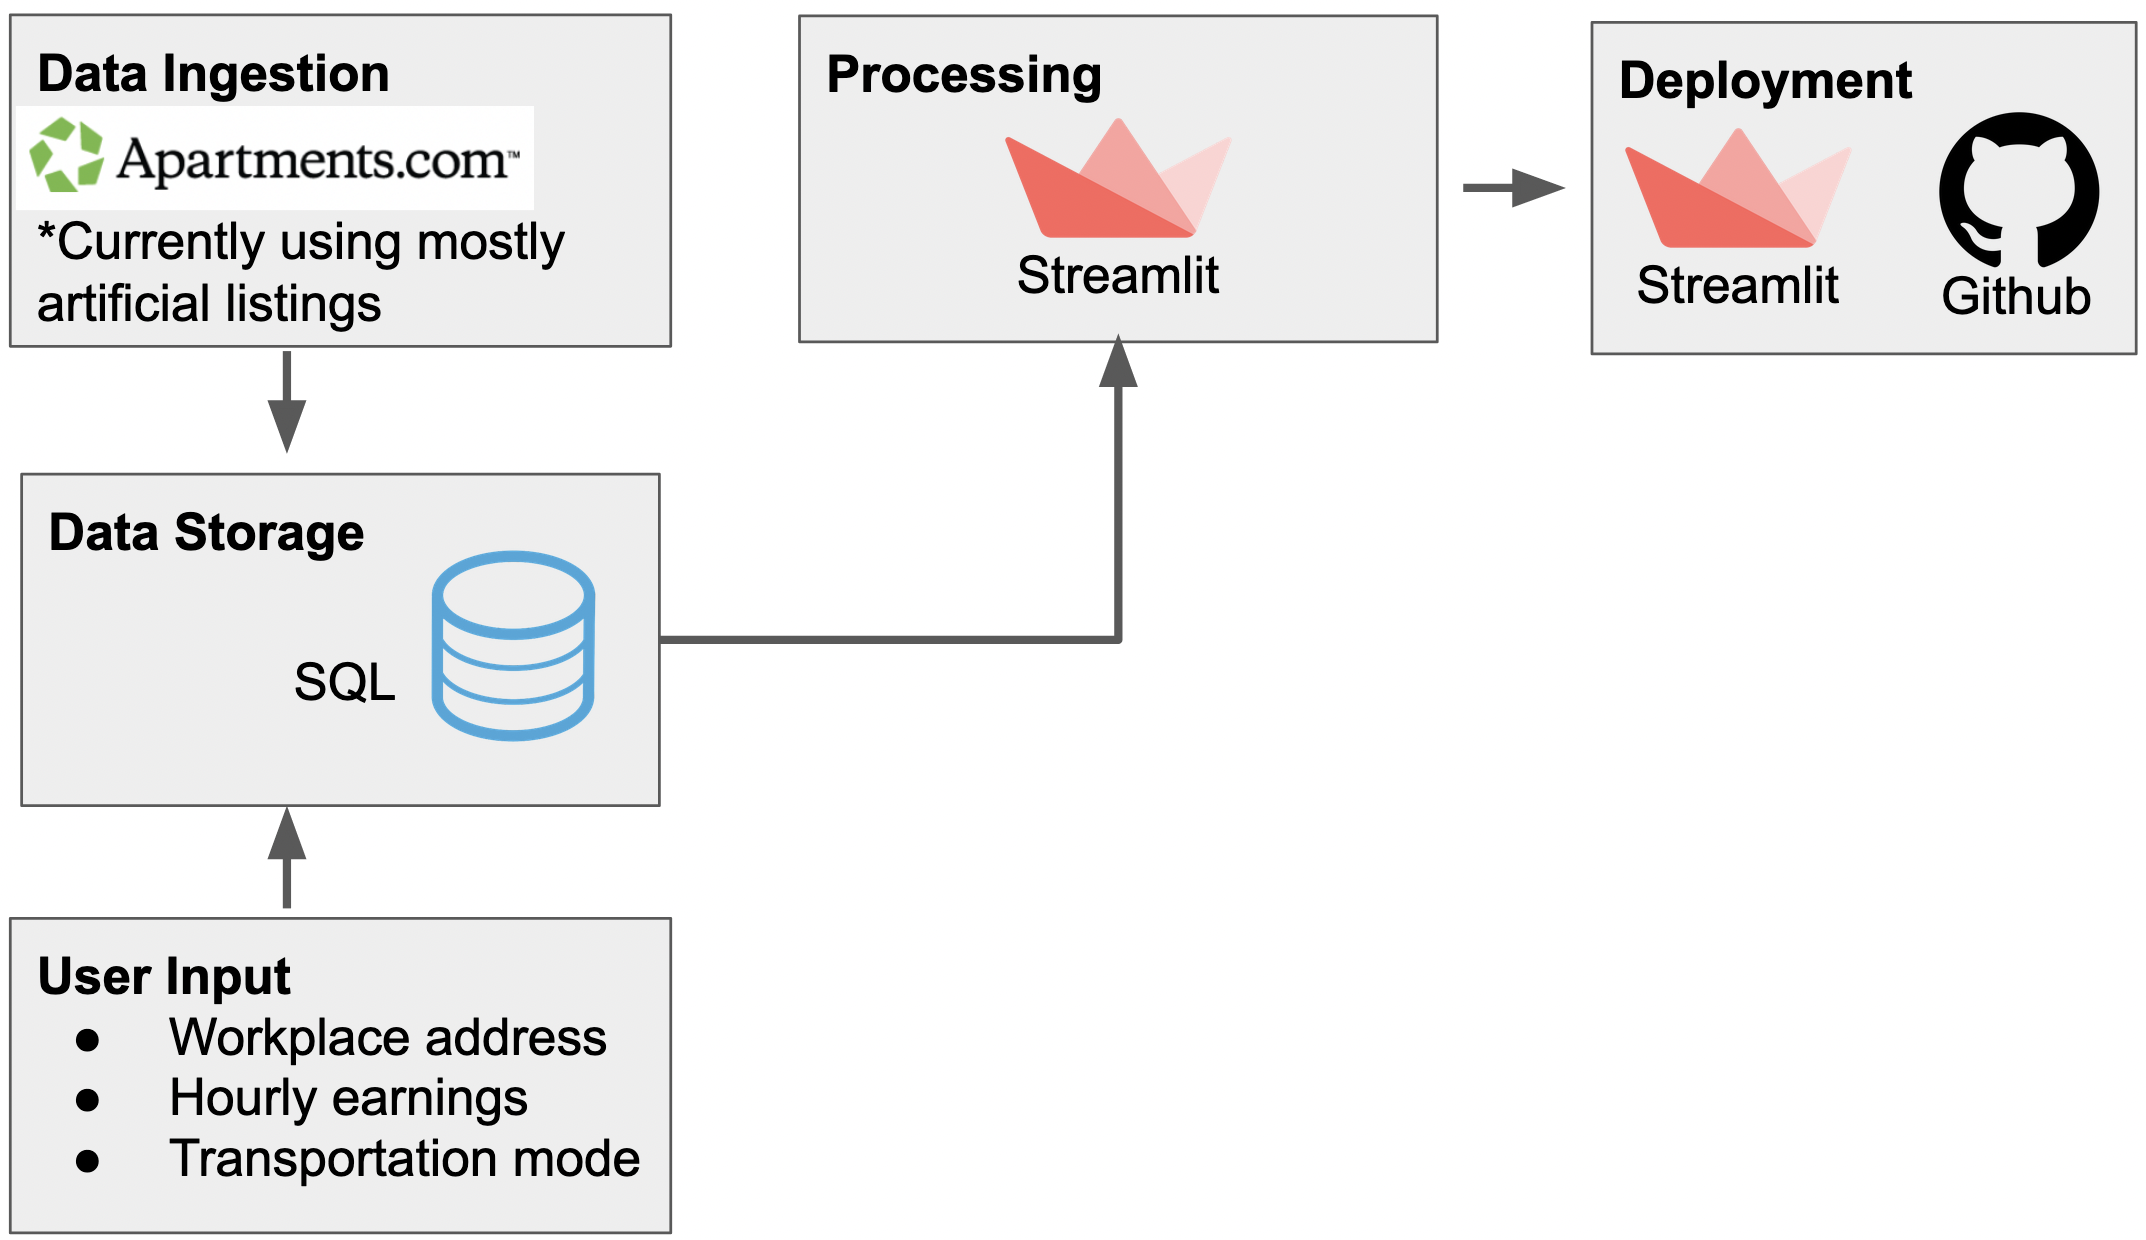 Data Ingestion
Apartments.com™
*Currently using mostly
artificial listings
Processing
Streamlit
Deployment
Streamlit
Github
Data Storage
SQL
User Input
● Workplace address
● Hourly earnings
● Transportation mode